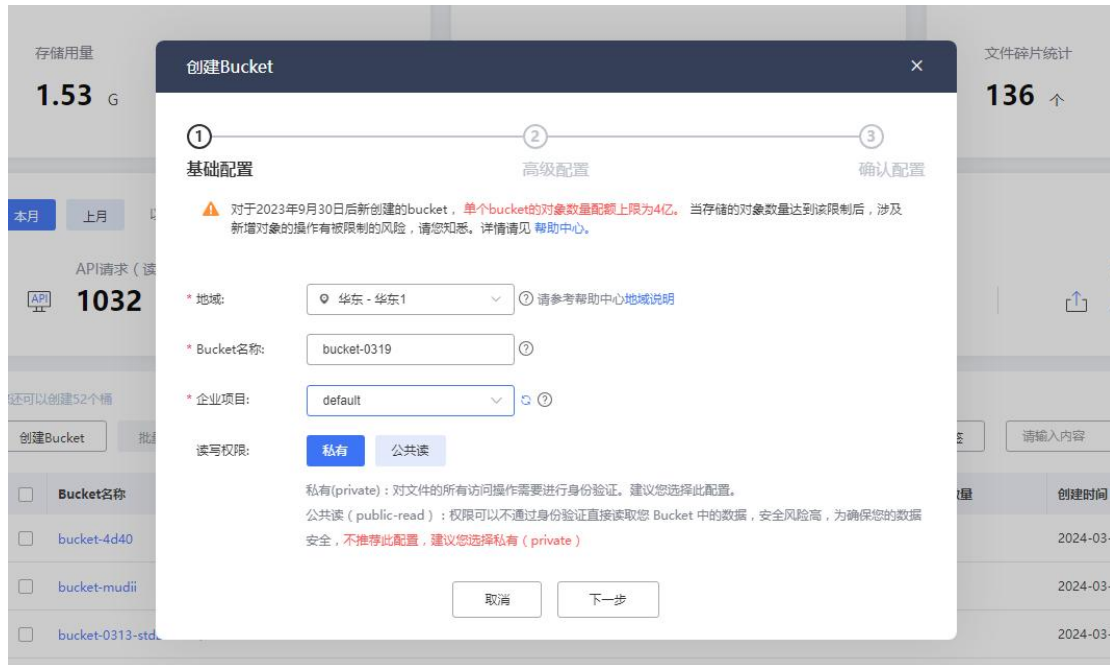 存储用量
1.53 G
文件碎片统计
136 个
创建Bucket
1
2
3
基础配置
高级配置
确认配置
本月
上月
对于2023年9月30日后新创建的bucket，单个bucket的对象数量配额上限为4亿。 当存储的对象数量达到该限制后，涉及
新增对象的操作有被限制的风险，请您知悉。详情请见 帮助中心。
API请求（读
API
1032
* 地域:
华东 - 华东1
? 请参考帮助中心地域说明
* Bucket名称:
bucket-0319
?
还可以创建52个桶
* 企业项目:
default
?
创建Bucket
读写权限:
私有
公共读
请输入内容
私有(private)：对文件的所有访问操作需要进行身份验证。建议您选择此配置。
公共读（public-read）：权限可以不通过身份验证直接读取您 Bucket 中的数据，安全风险高，为确保您的数据
安全，不推荐此配置，建议您选择私有（private）
Bucket名称
创建时间
bucket-4d40
2024-03-
bucket-mudii
2024-03-
取消
下一步
bucket-0313-std
2024-03-